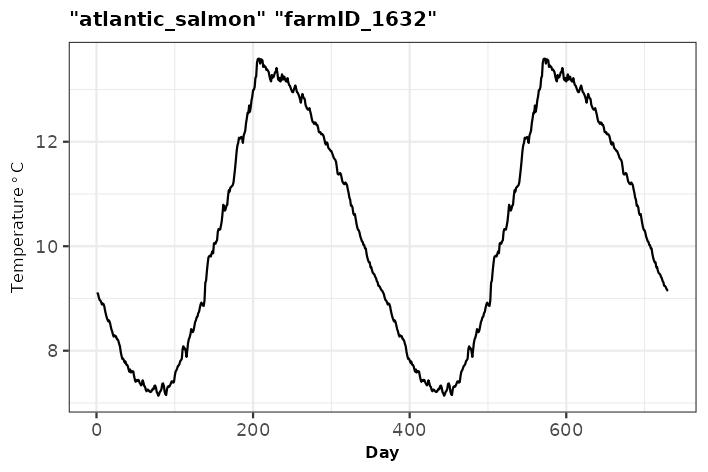 "atlantic_salmon" "farmID_1632"
Temperature ° C
12
10
8
0 200 400 600
Day